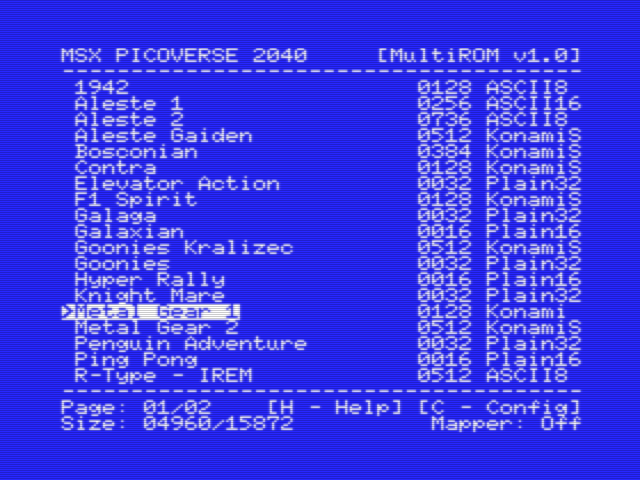 MSX PICOVERSE 2040 [MultiROM v1.0]
---------------------------------------
1942 0128 ASCII8
Aleste 1 0256 ASCII16
Aleste 2 0736 ASCII8
Aleste Gaiden 0512 KonamiS
Bosconian 0384 KonamiS
Contra 0128 KonamiS
Elevator Action 0032 Plain32
F1 Spirit 0128 KonamiS
Galaga 0032 Plain32
Galaxian 0016 Plain16
Goonies Kralizec 0512 KonamiS
Goonies 0032 Plain32
Hyper Rally 0016 Plain16
Knight Mare 0032 Plain32
>Metal Gear 1 0128 Konami
Metal Gear 2 0512 KonamiS
Penguin Adventure 0032 Plain32
Ping Pong 0016 Plain16
R-Type - IREM 0512 ASCII8
---------------------------------------
Page: 01/02 [H - Help] [C - Config]
Size: 04960/15872 Mapper: Off